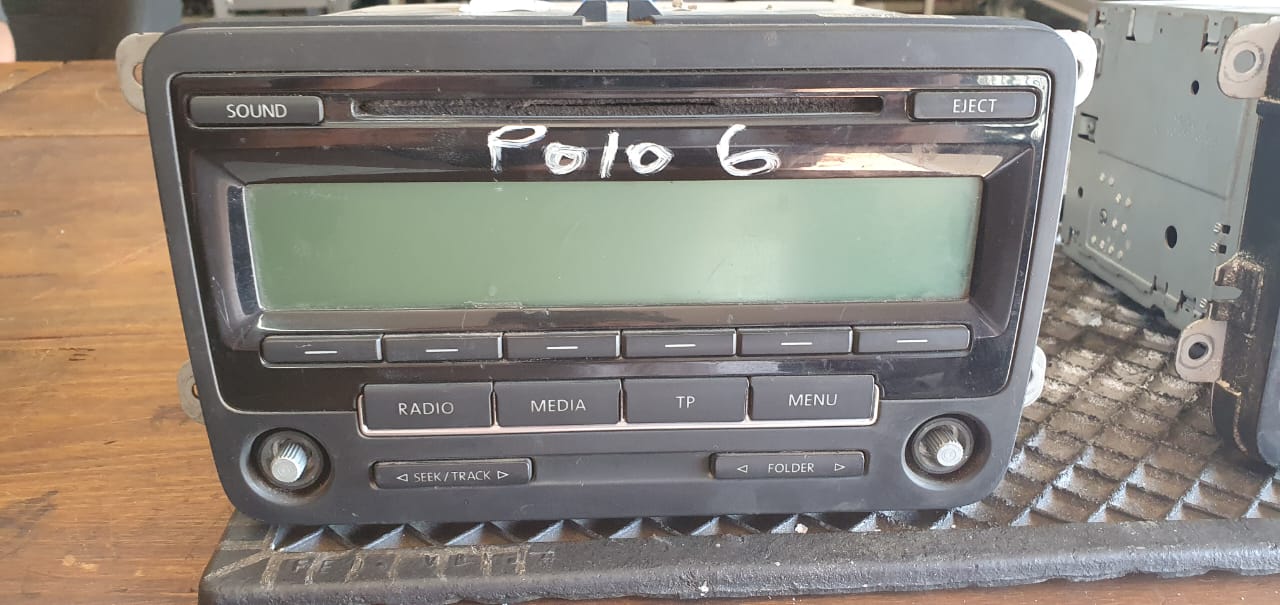 SOUND
EJECT
Polo 6
RADIO MEDIA TP MENU
◁ SEEK / TRACK ▷
◁ FOLDER ▷